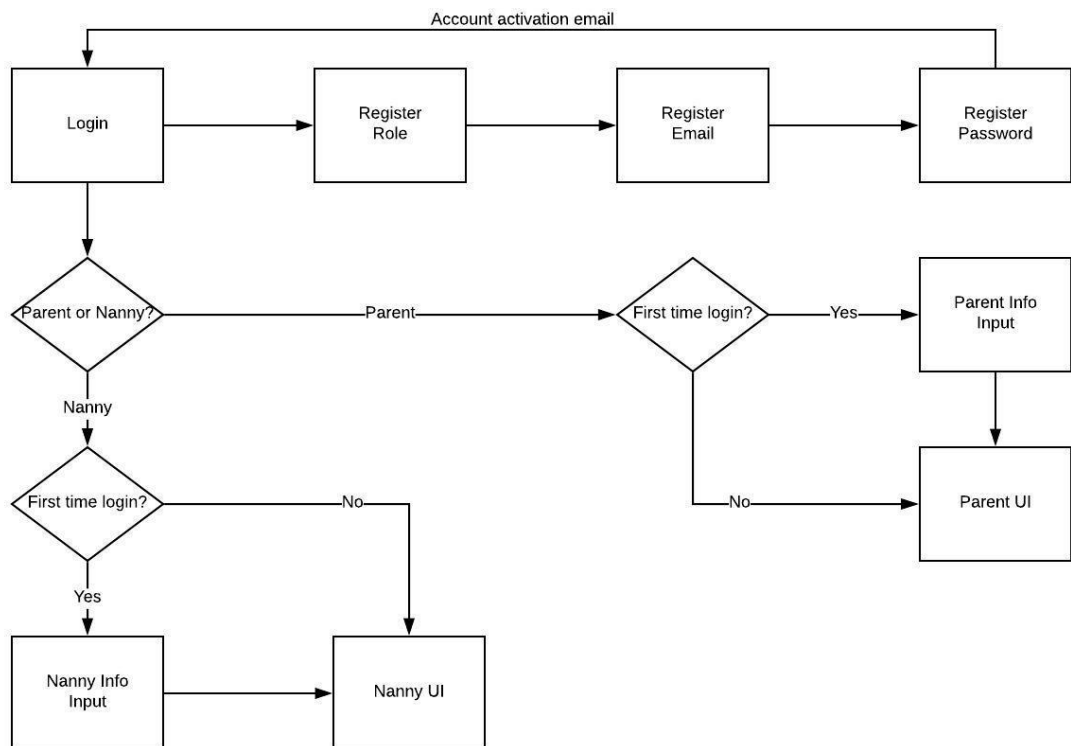 Account activation email
Login
Register
Role
Register
Email
Register
Password
Parent or Nanny?
Parent
First time login?
Yes
Parent Info
Input
Nanny
First time login?
No
No
Parent UI
Yes
Nanny Info
Input
Nanny UI